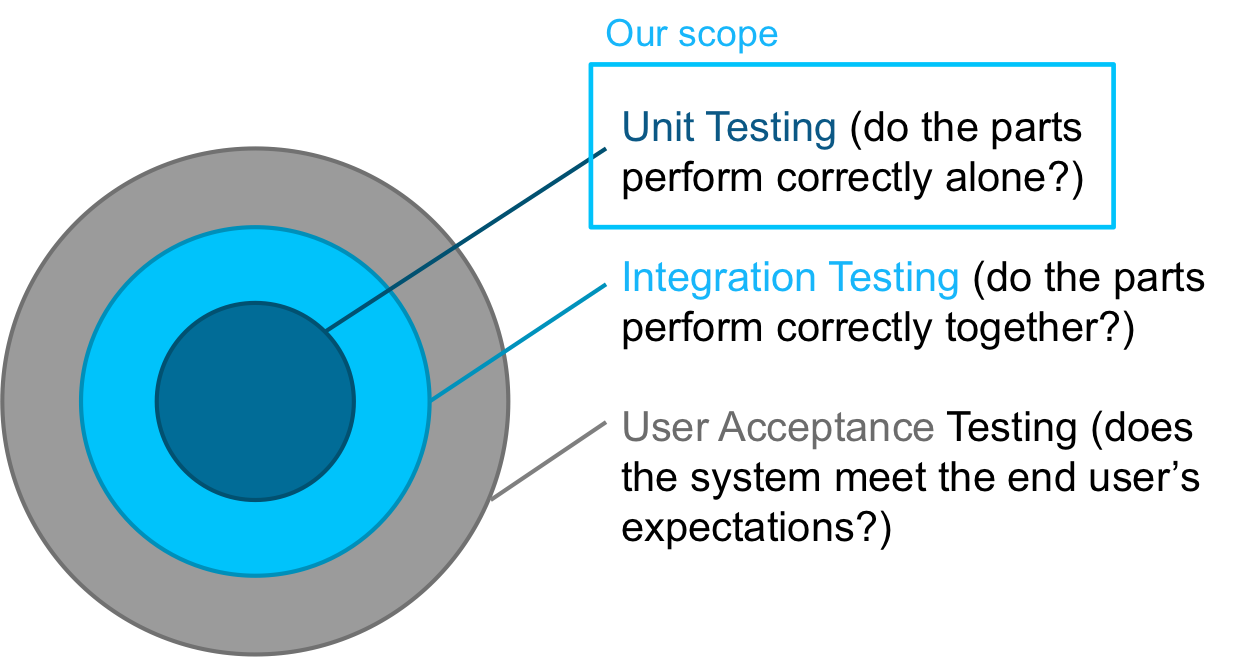 Our scope
Unit Testing (do the parts
perform correctly alone?)
Integration Testing (do the parts
perform correctly together?)
User Acceptance Testing (does
the system meet the end user’s
expectations?)